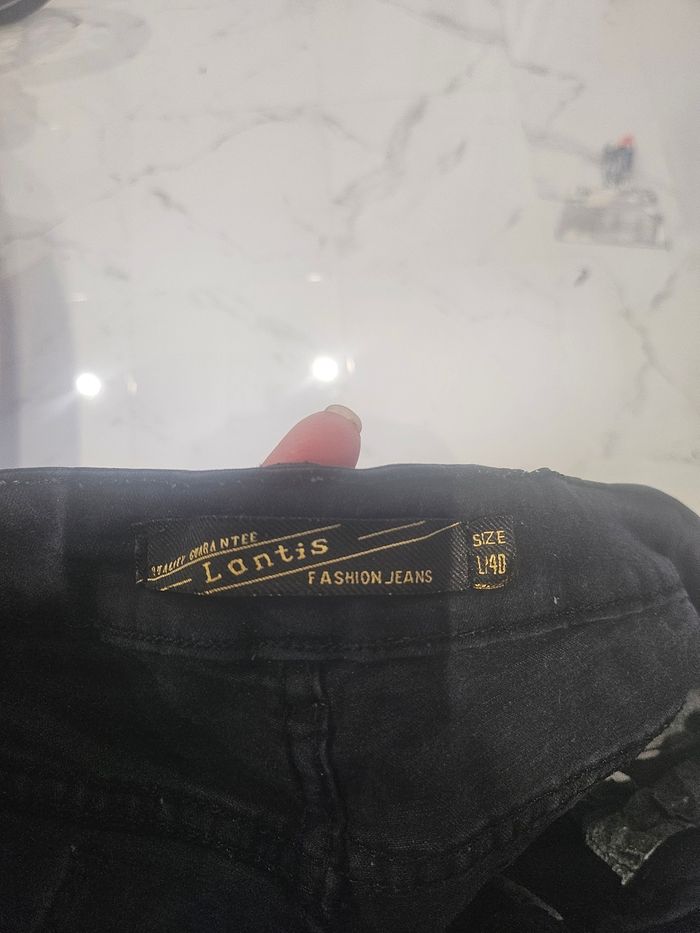 QUALITY GUARANTEE
Lantis
FASHION JEANS
SIZE
L/40